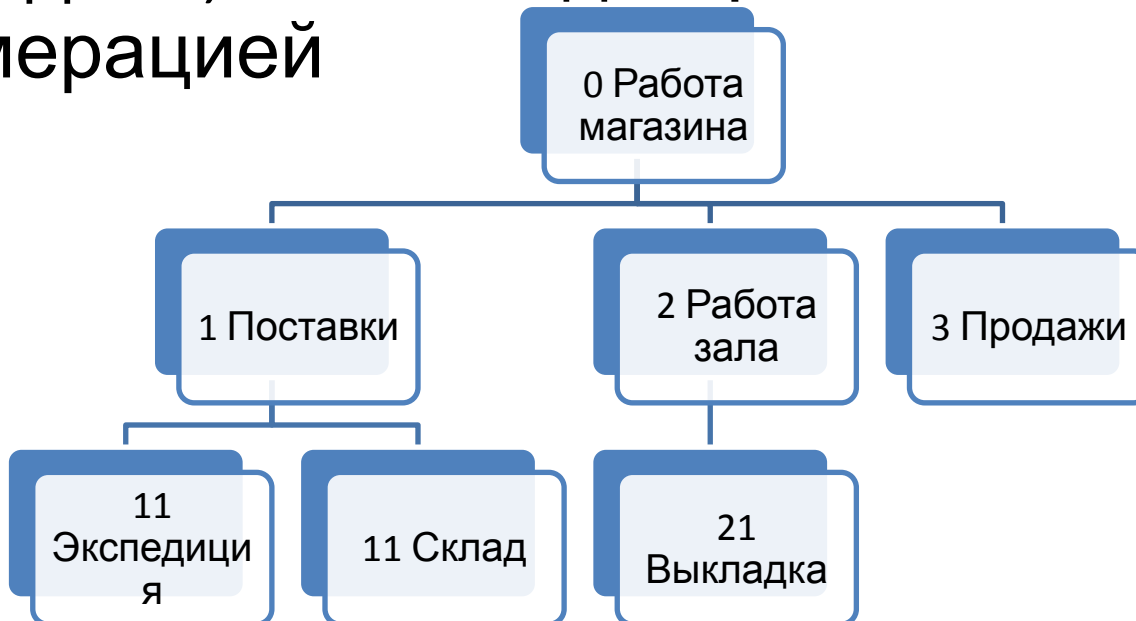 мерацией
0 Работа
магазина
1 Поставки
2 Работа
зала
3 Продажи
11
Экспедици
я
11 Склад
21
Выкладка